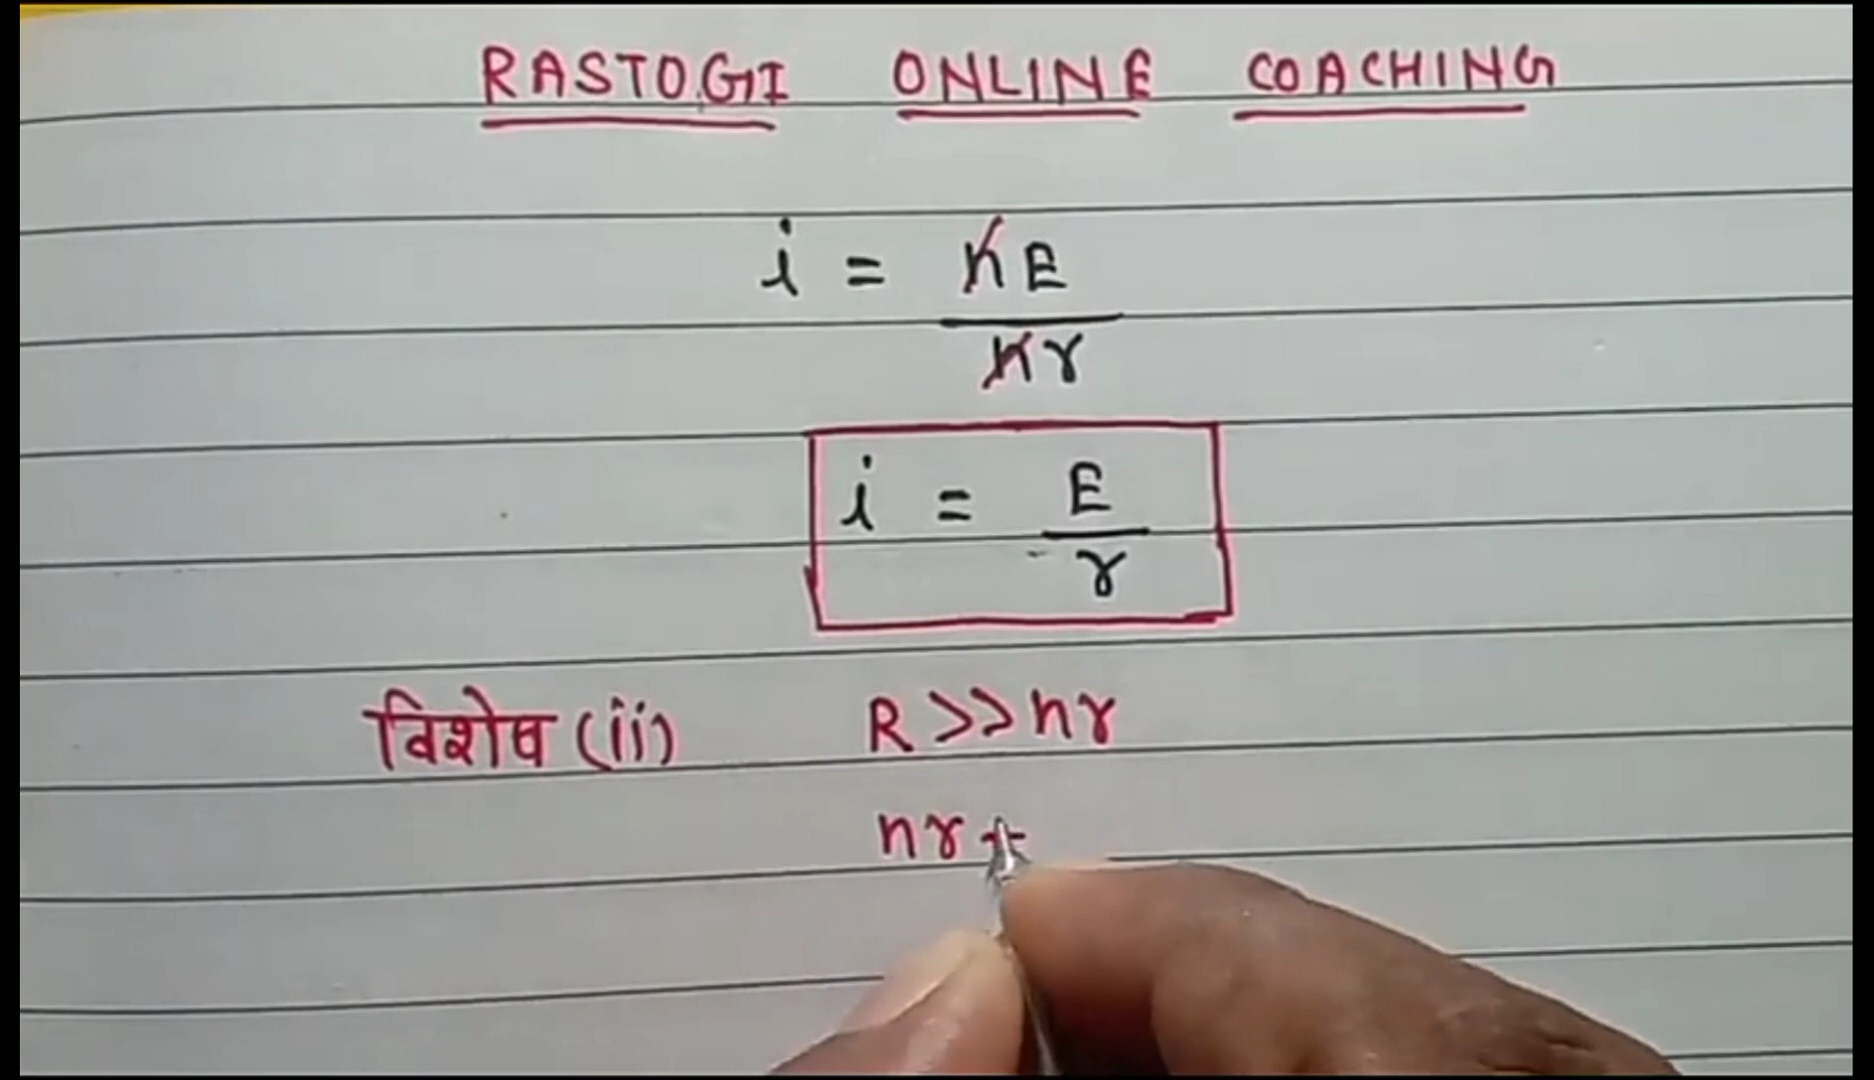 RASTOGI ONLINE COACHING
i = nE / nr
i = E / r
विशेष (ii) R >> nr
nr +